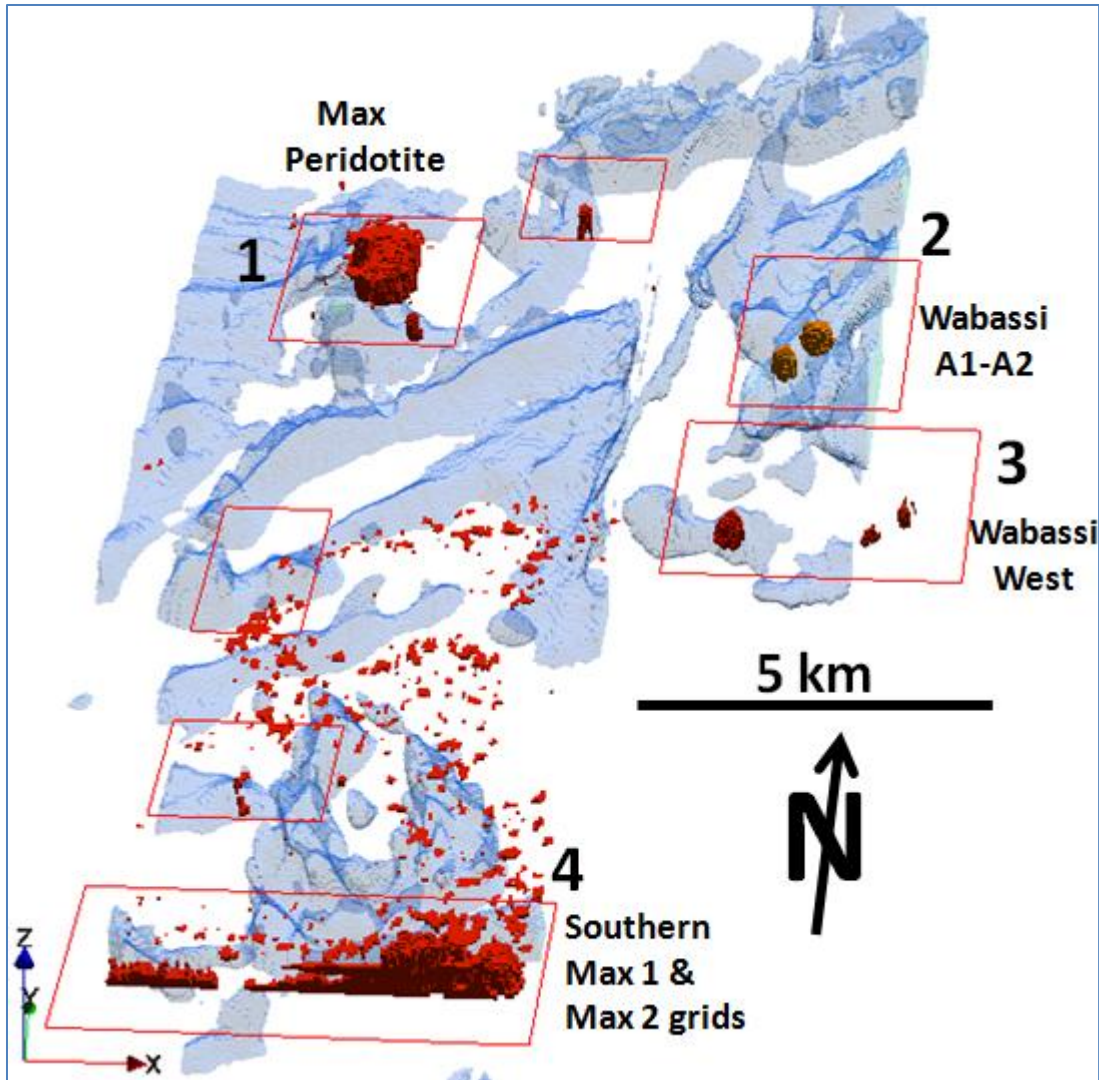 Max
Peridotite
1
2
Wabassi
A1-A2
3
Wabassi
West
5 km
N
4
Southern
Max 1 &
Max 2 grids
Z
Y
X